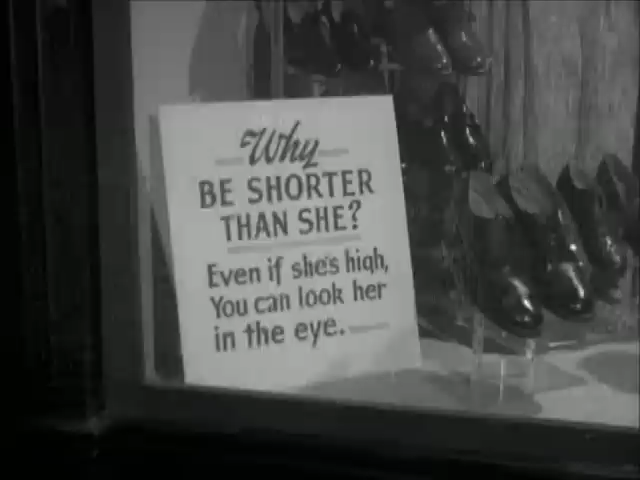 Why
BE SHORTER
THAN SHE?
Even if she's high,
You can look her
in the eye.